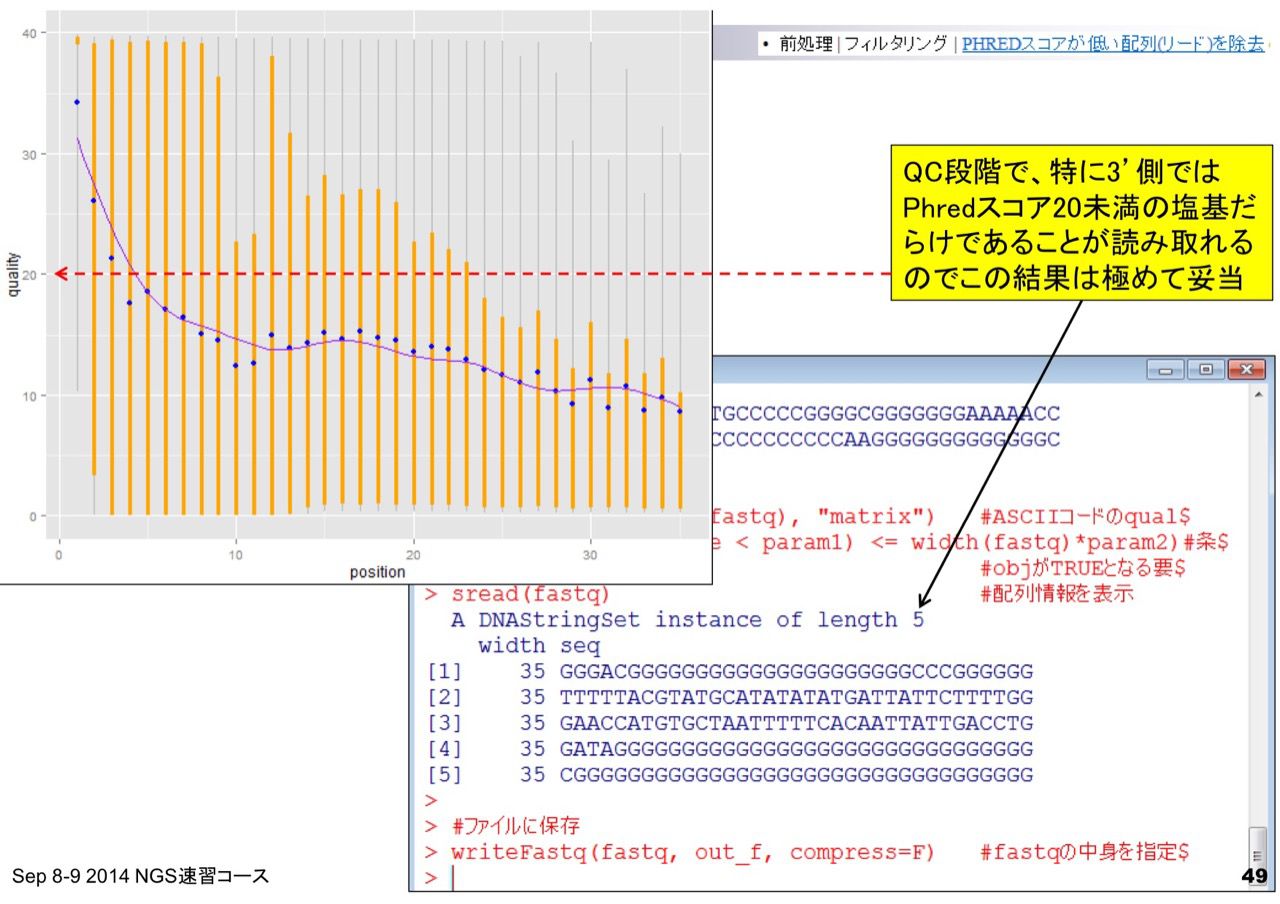 • 前処理 | フィルタリング | PHREDスコアが低い配列(リード)を除去
40
30
20
10
0
quality
0
10
20
30
position
QC段階で、特に3’側では
Phredスコア20未満の塩基だ
らけであることが読み取れる
のでこの結果は極めて妥当
TGCCCCCGGGGCGGGGGGGAAAAACC
CCCCCCCCCCCAAGGGGGGGGGGGGGC
fastq), "matrix") #ASCIIコードのqual$
e < param1) <= width(fastq)*param2)#条$
#objがTRUEとなる要$
> sread(fastq) #配列情報を表示
A DNAStringSet instance of length 5
width seq
[1] 35 GGGACGGGGGGGGGGGGGGGGGGGGGCCCGGGGGG
[2] 35 TTTTTACGTATGCATATATATGATTATTCTTTTGG
[3] 35 GAACCATGTGCTAATTTTTCACAATTATTGACCTG
[4] 35 GATAGGGGGGGGGGGGGGGGGGGGGGGGGGGGGGG
[5] 35 CGGGGGGGGGGGGGGGGGGGGGGGGGGGGGGGGGG
>
> #ファイルに保存
> writeFastq(fastq, out_f, compress=F) #fastqの中身を指定$
>
Sep 8-9 2014 NGS速習コース
49